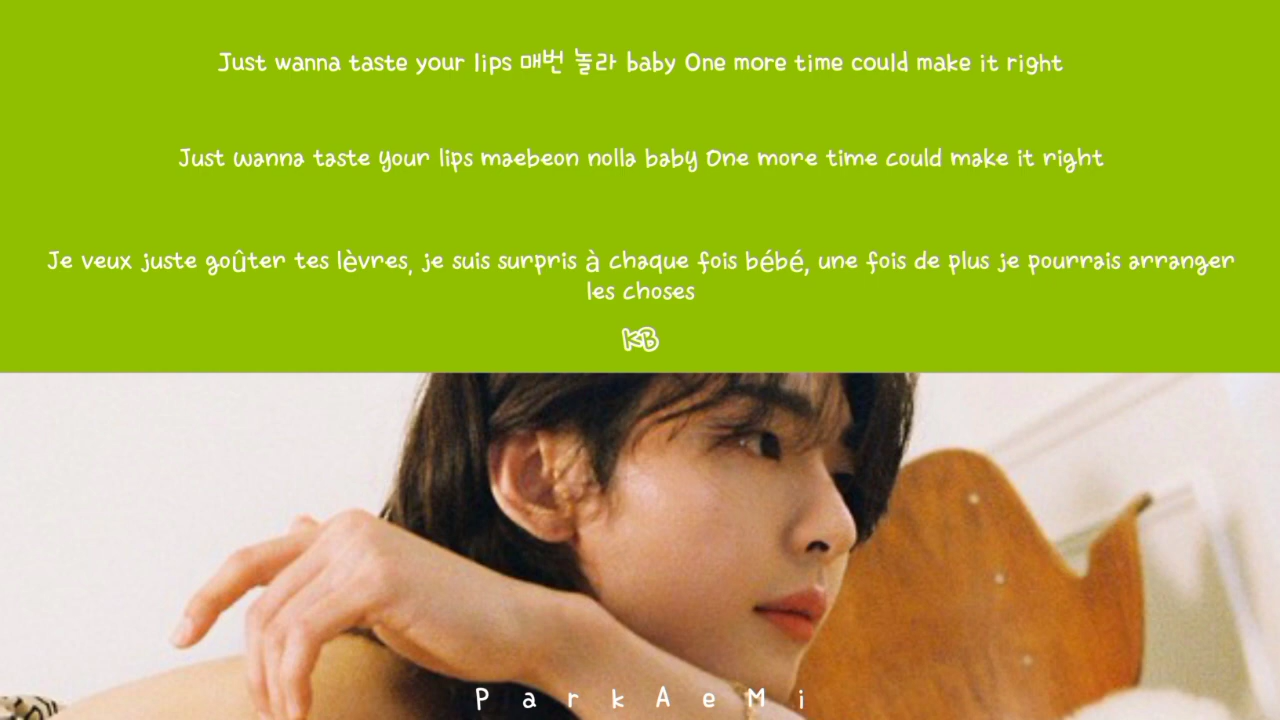 Just wanna taste your lips 매번 놀라 baby One more time could make it right
Just wanna taste your lips maebeon nolla baby One more time could make it right
Je veux juste goûter tes lèvres, je suis surpris à chaque fois bébé, une fois de plus je pourrais arranger
les choses
KB
ParkAeMi